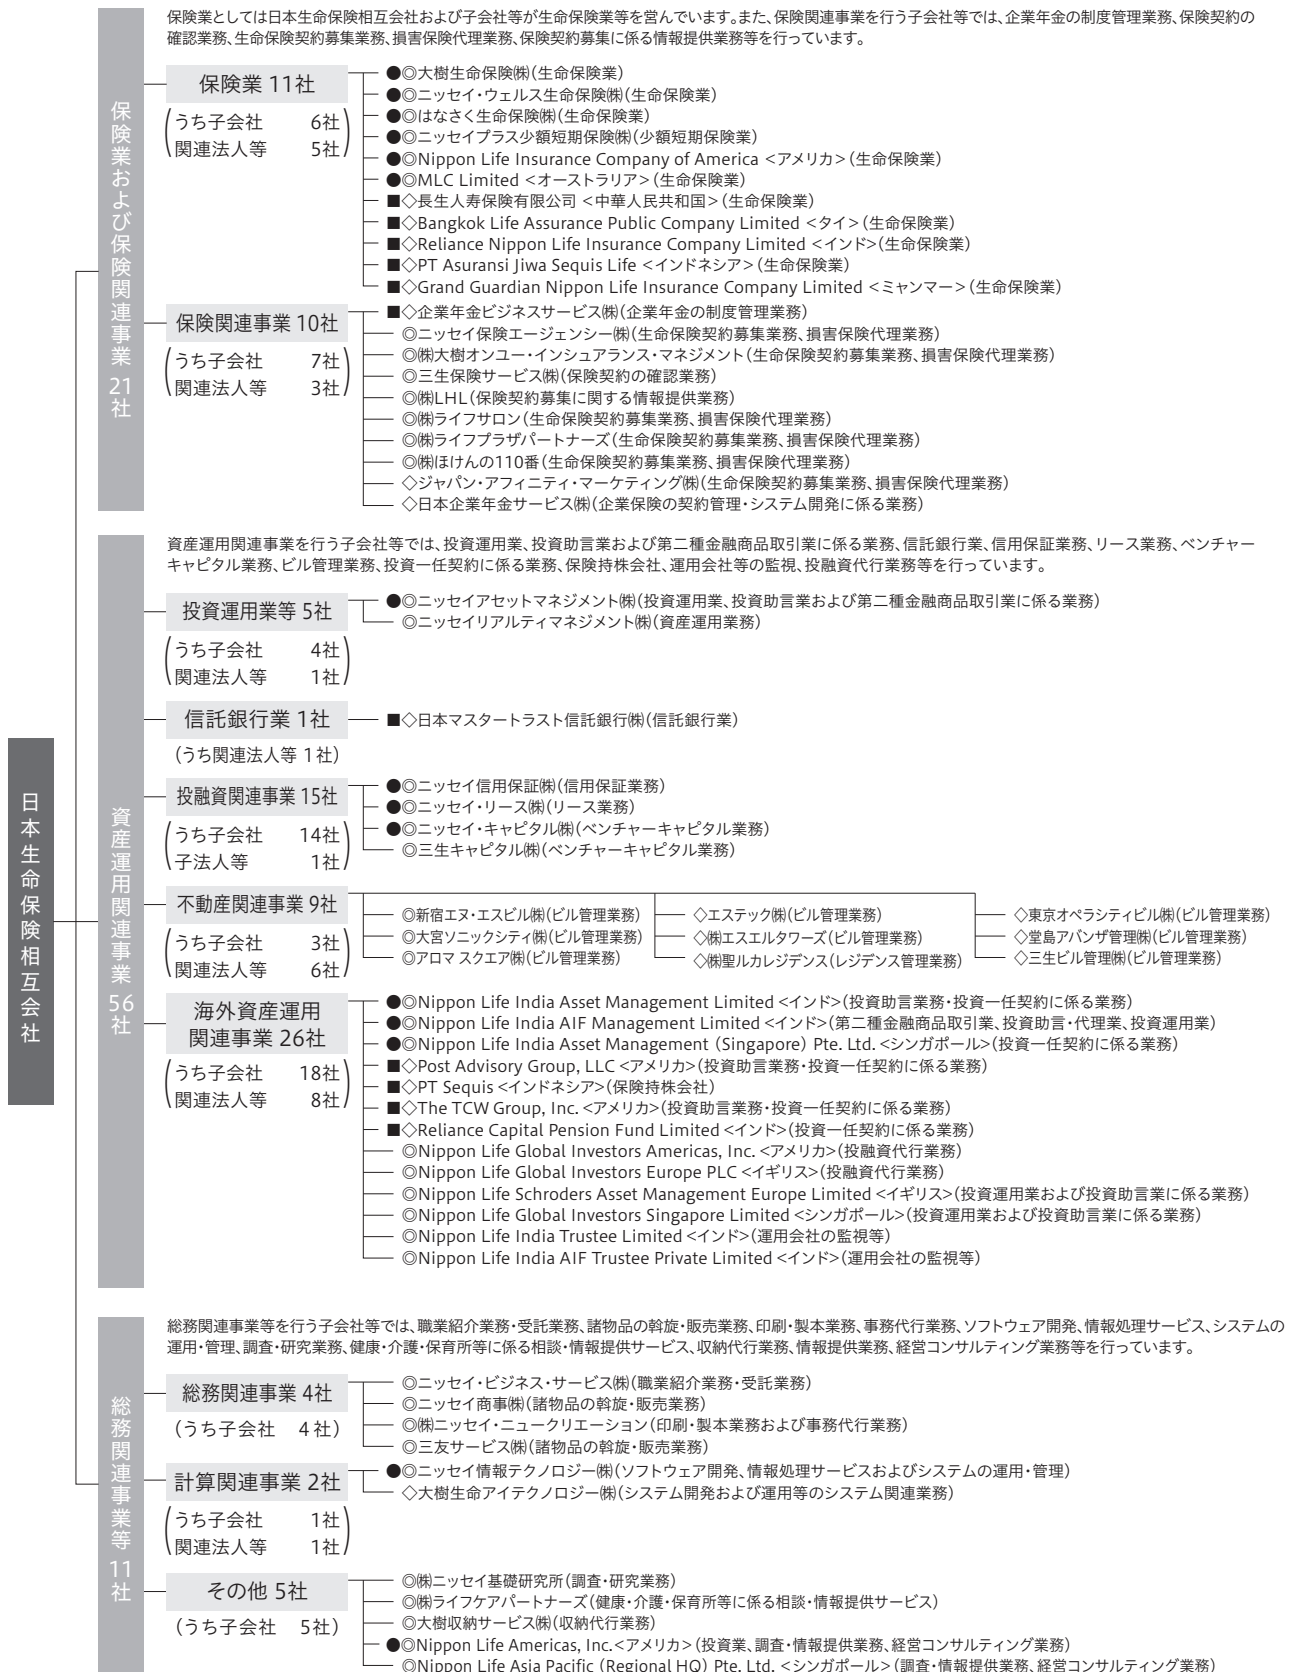 日本生命保険相互会社
保険業および保険関連事業 21社
保険業としては日本生命保険相互会社および子会社等が生命保険業等を営んでいます。また、保険関連事業を行う子会社等では、企業年金の制度管理業務、保険契約の
確認業務、生命保険契約募集業務、損害保険代理業務、保険契約募集に係る情報提供業務等を行っています。
保険業 11社
(うち子会社 6社
関連法人等 5社)
●◎大樹生命保険㈱(生命保険業)
●◎ニッセイ・ウェルス生命保険㈱(生命保険業)
●◎はなさく生命保険㈱(生命保険業)
●◎ニッセイプラス少額短期保険㈱(少額短期保険業)
●◎Nippon Life Insurance Company of America <アメリカ>(生命保険業)
●◎MLC Limited <オーストラリア>(生命保険業)
■◇長生人寿保険有限公司 <中華人民共和国>(生命保険業)
■◇Bangkok Life Assurance Public Company Limited <タイ>(生命保険業)
■◇Reliance Nippon Life Insurance Company Limited <インド>(生命保険業)
■◇PT Asuransi Jiwa Sequis Life <インドネシア>(生命保険業)
■◇Grand Guardian Nippon Life Insurance Company Limited <ミャンマー>(生命保険業)
保険関連事業 10社
(うち子会社 7社
関連法人等 3社)
■◇企業年金ビジネスサービス㈱(企業年金の制度管理業務)
◎ニッセイ保険エージェンシー㈱(生命保険契約募集業務、損害保険代理業務)
◎㈱大樹オンユー・インシュアランス・マネジメント(生命保険契約募集業務、損害保険代理業務)
◎三生保険サービス㈱(保険契約の確認業務)
◎㈱LHL(保険契約募集に関する情報提供業務)
◎㈱ライフサロン(生命保険契約募集業務、損害保険代理業務)
◎㈱ライフプラザパートナーズ(生命保険契約募集業務、損害保険代理業務)
◎㈱ほけんの110番(生命保険契約募集業務、損害保険代理業務)
◇ジャパン・アフィニティ・マーケティング㈱(生命保険契約募集業務、損害保険代理業務)
◇日本企業年金サービス㈱(企業保険の契約管理・システム開発に係る業務)
資産運用関連事業 56社
資産運用関連事業を行う子会社等では、投資運用業、投資助言業および第二種金融商品取引業に係る業務、信託銀行業、信用保証業務、リース業務、ベンチャー
キャピタル業務、ビル管理業務、投資一任契約に係る業務、保険持株会社、運用会社等の監視、投融資代行業務等を行っています。
投資運用業等 5社
(うち子会社 4社
関連法人等 1社)
●◎ニッセイアセットマネジメント㈱(投資運用業、投資助言業および第二種金融商品取引業に係る業務)
◎ニッセイリアルティマネジメント㈱(資産運用業務)
信託銀行業 1社
(うち関連法人等 1社)
■◇日本マスタートラスト信託銀行㈱(信託銀行業)
投融資関連事業 15社
(うち子会社 14社
子法人等 1社)
●◎ニッセイ信用保証㈱(信用保証業務)
●◎ニッセイ・リース㈱(リース業務)
●◎ニッセイ・キャピタル㈱(ベンチャーキャピタル業務)
◎三生キャピタル㈱(ベンチャーキャピタル業務)
不動産関連事業 9社
(うち子会社 3社
関連法人等 6社)
◎新宿エヌ・エスビル㈱(ビル管理業務)
◎大宮ソニックシティ㈱(ビル管理業務)
◎アロマ スクエア㈱(ビル管理業務)
◇エステック㈱(ビル管理業務)
◇㈱エスエルタワーズ(ビル管理業務)
◇㈱聖ルカレジデンス(レジデンス管理業務)
◇東京オペラシティビル㈱(ビル管理業務)
◇堂島アバンザ管理㈱(ビル管理業務)
◇三生ビル管理㈱(ビル管理業務)
海外資産運用
関連事業 26社
(うち子会社 18社
関連法人等 8社)
●◎Nippon Life India Asset Management Limited <インド>(投資助言業務・投資一任契約に係る業務)
●◎Nippon Life India AIF Management Limited <インド>(第二種金融商品取引業、投資助言・代理業、投資運用業)
●◎Nippon Life India Asset Management (Singapore) Pte. Ltd. <シンガポール>(投資一任契約に係る業務)
■◇Post Advisory Group, LLC <アメリカ>(投資助言業務・投資一任契約に係る業務)
■◇PT Sequis <インドネシア>(保険持株会社)
■◇The TCW Group, Inc. <アメリカ>(投資助言業務・投資一任契約に係る業務)
■◇Reliance Capital Pension Fund Limited <インド>(投資一任契約に係る業務)
◎Nippon Life Global Investors Americas, Inc. <アメリカ>(投融資代行業務)
◎Nippon Life Global Investors Europe PLC <イギリス>(投融資代行業務)
◎Nippon Life Schroders Asset Management Europe Limited <イギリス>(投資運用業および投資助言業に係る業務)
◎Nippon Life Global Investors Singapore Limited <シンガポール>(投資運用業および投資助言業に係る業務)
◎Nippon Life India Trustee Limited <インド>(運用会社の監視等)
◎Nippon Life India AIF Trustee Private Limited <インド>(運用会社の監視等)
総務関連事業等 11社
総務関連事業等を行う子会社等では、職業紹介業務・受託業務、諸物品の斡旋・販売業務、印刷・製本業務、事務代行業務、ソフトウェア開発、情報処理サービス、システムの
運用・管理、調査・研究業務、健康・介護・保育所等に係る相談・情報提供サービス、収納代行業務、情報提供業務、経営コンサルティング業務等を行っています。
総務関連事業 4社
(うち子会社 4社)
◎ニッセイ・ビジネス・サービス㈱(職業紹介業務・受託業務)
◎ニッセイ商事㈱(諸物品の斡旋・販売業務)
◎㈱ニッセイ・ニュークリエーション(印刷・製本業務および事務代行業務)
◎三友サービス㈱(諸物品の斡旋・販売業務)
計算関連事業 2社
(うち子会社 1社
関連法人等 1社)
●◎ニッセイ情報テクノロジー㈱(ソフトウェア開発、情報処理サービスおよびシステムの運用・管理)
◇大樹生命アイテクノロジー㈱(システム開発および運用等のシステム関連業務)
その他 5社
(うち子会社 5社)
◎㈱ニッセイ基礎研究所(調査・研究業務)
◎㈱ライフケアパートナーズ(健康・介護・保育所等に係る相談・情報提供サービス)
◎大樹収納サービス㈱(収納代行業務)
●◎Nippon Life Americas, Inc.<アメリカ>(投資業、調査・情報提供業務、経営コンサルティング業務)
◎Nippon Life Asia Pacific (Regional HQ) Pte. Ltd. <シンガポール>(調査・情報提供業務、経営コンサルティング業務)